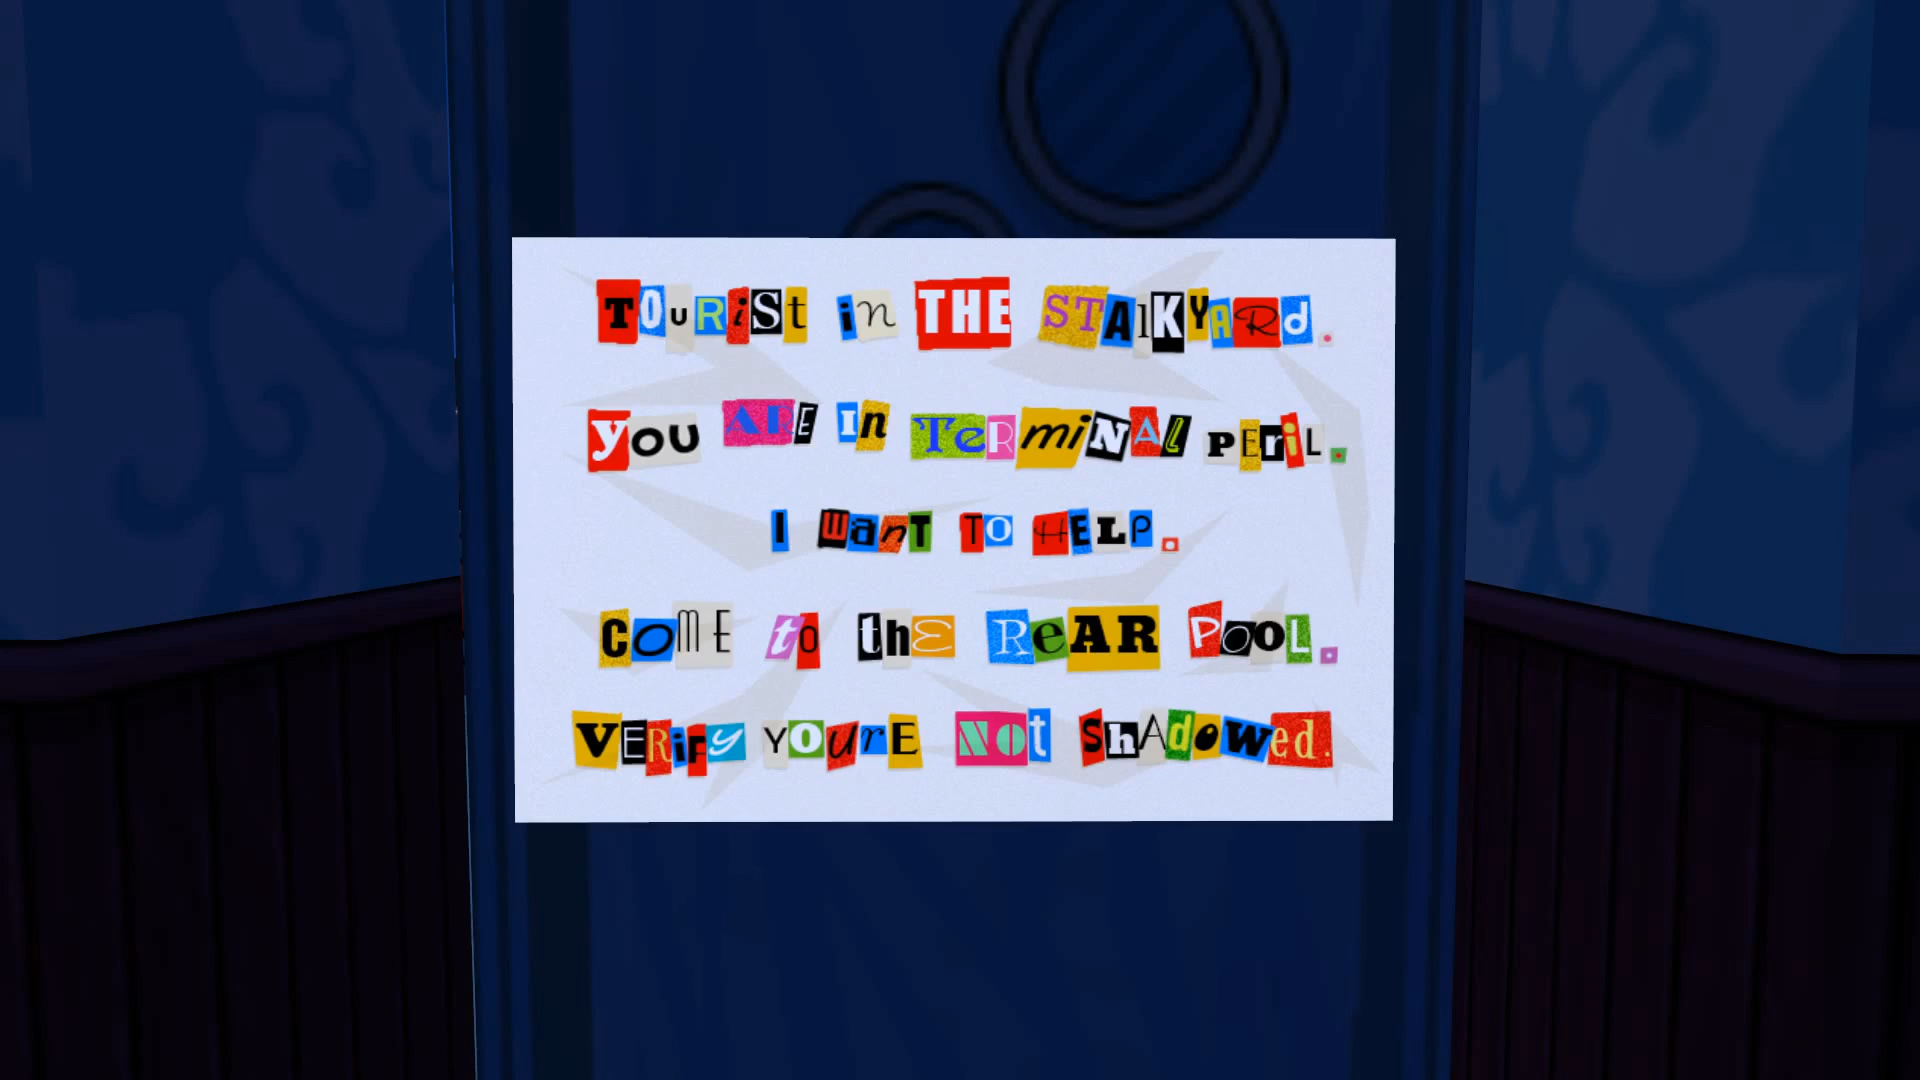 TOuRiSt in THE STAlKYARd.
yOU ARE In TeRmiNAL PEriL.
I WanT TO HELP.
COME to thE ReAR POOL.
VERiFy YOUrE Not ShAdoWed.